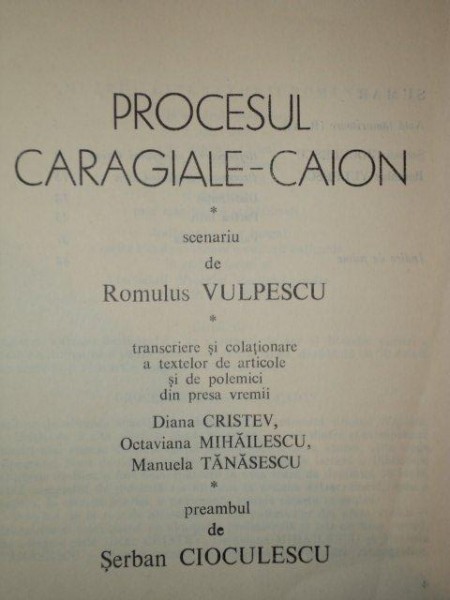 PROCESUL
CARAGIALE-CAION
*
scenariu
de
Romulus VULPESCU
*
transcriere și colaționare
a textelor de articole
și de polemici
din presa vremii
Diana CRISTEV,
Octaviana MIHĂILESCU,
Manuela TĂNĂSESCU
*
preambul
de
Șerban CIOCULESCU